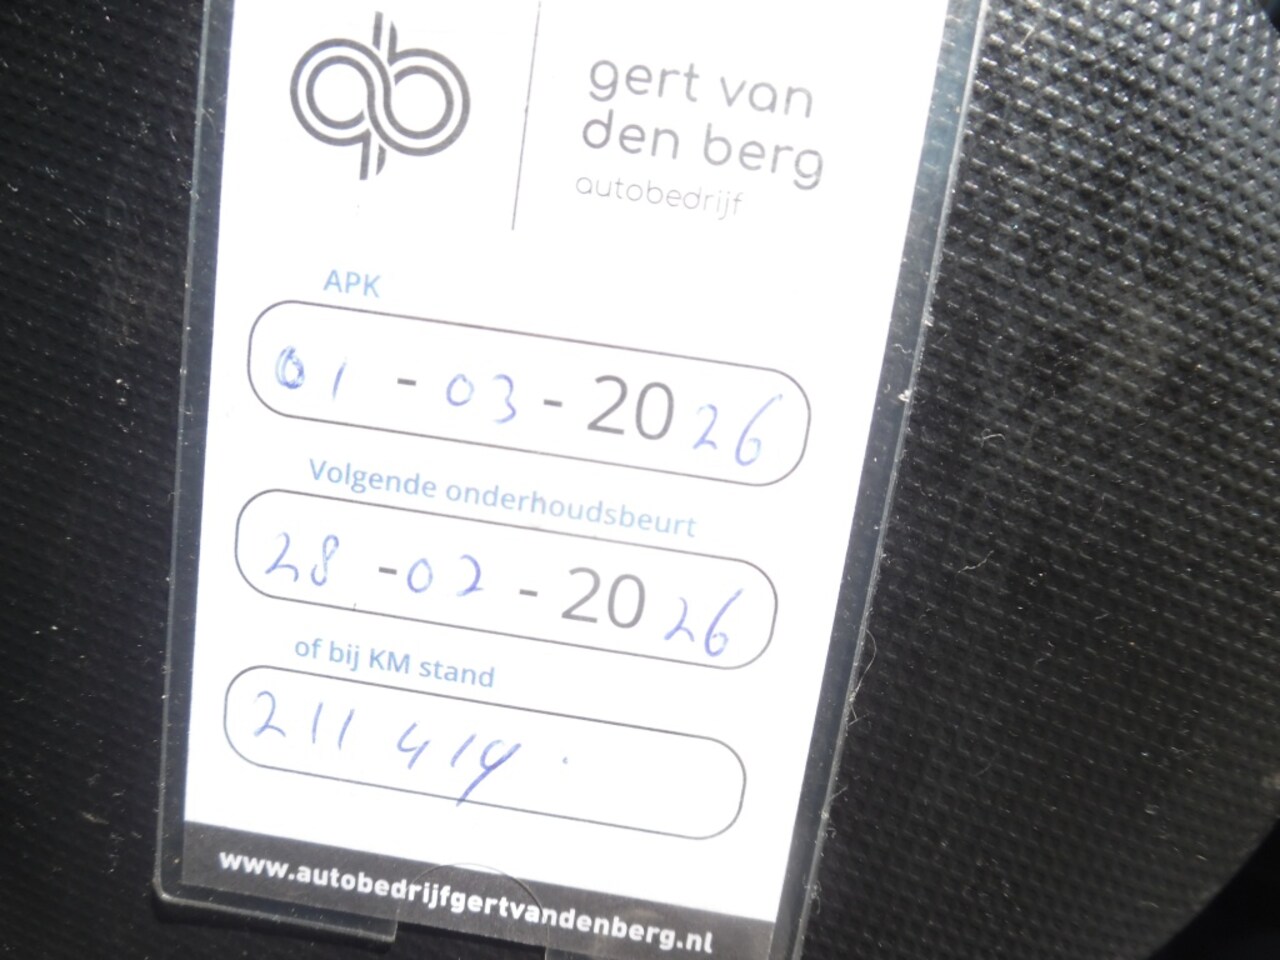 gert van
den berg
autobedrijf
APK
01 - 03 - 2026
Volgende onderhoudsbeurt
28 - 02 - 2026
of bij KM stand
211 419
www.autobedrijfgertvandenberg.nl